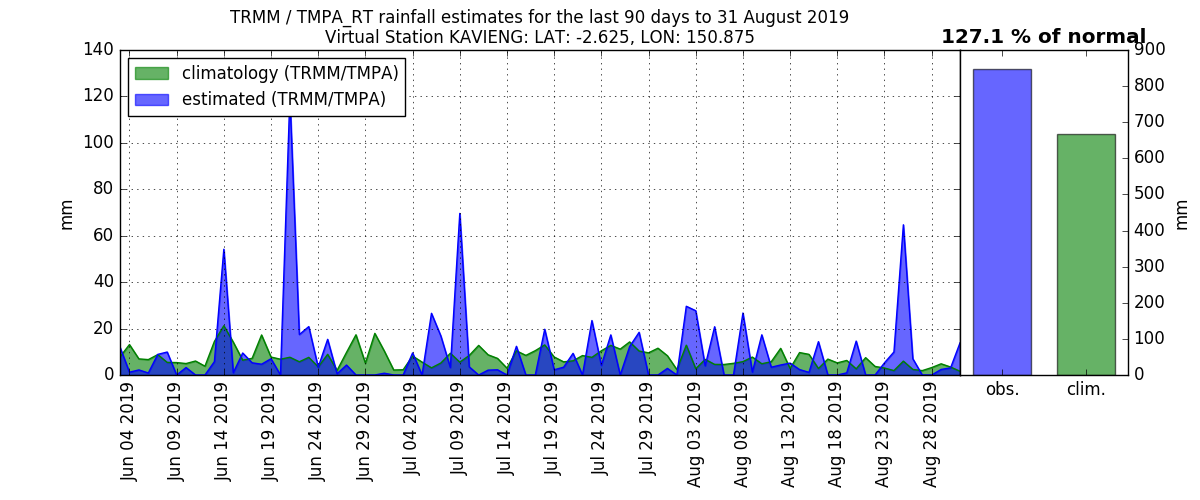 TRMM / TMPA_RT rainfall estimates for the last 90 days to 31 August 2019
Virtual Station KAVIENG: LAT: -2.625, LON: 150.875
127.1 % of normal
climatology (TRMM/TMPA)
estimated (TRMM/TMPA)
mm
140
120
100
80
60
40
20
0
Jun 04 2019
Jun 09 2019
Jun 14 2019
Jun 19 2019
Jun 24 2019
Jun 29 2019
Jul 04 2019
Jul 09 2019
Jul 14 2019
Jul 19 2019
Jul 24 2019
Jul 29 2019
Aug 03 2019
Aug 08 2019
Aug 13 2019
Aug 18 2019
Aug 23 2019
Aug 28 2019
900
800
700
600
500
400
300
200
100
0
mm
obs.
clim.